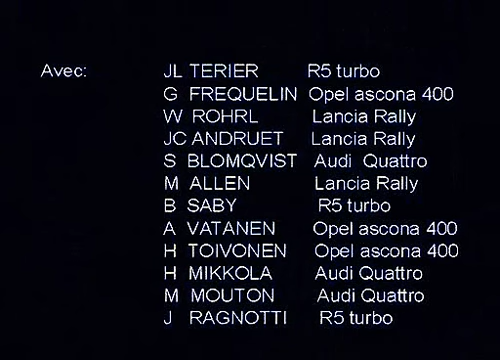 Avec: JL TERIER R5 turbo
G FREQUELIN Opel ascona 400
W ROHRL Lancia Rally
JC ANDRUET Lancia Rally
S BLOMQVIST Audi Quattro
M ALLEN Lancia Rally
B SABY R5 turbo
A VATANEN Opel ascona 400
H TOIVONEN Opel ascona 400
H MIKKOLA Audi Quattro
M MOUTON Audi Quattro
J RAGNOTTI R5 turbo